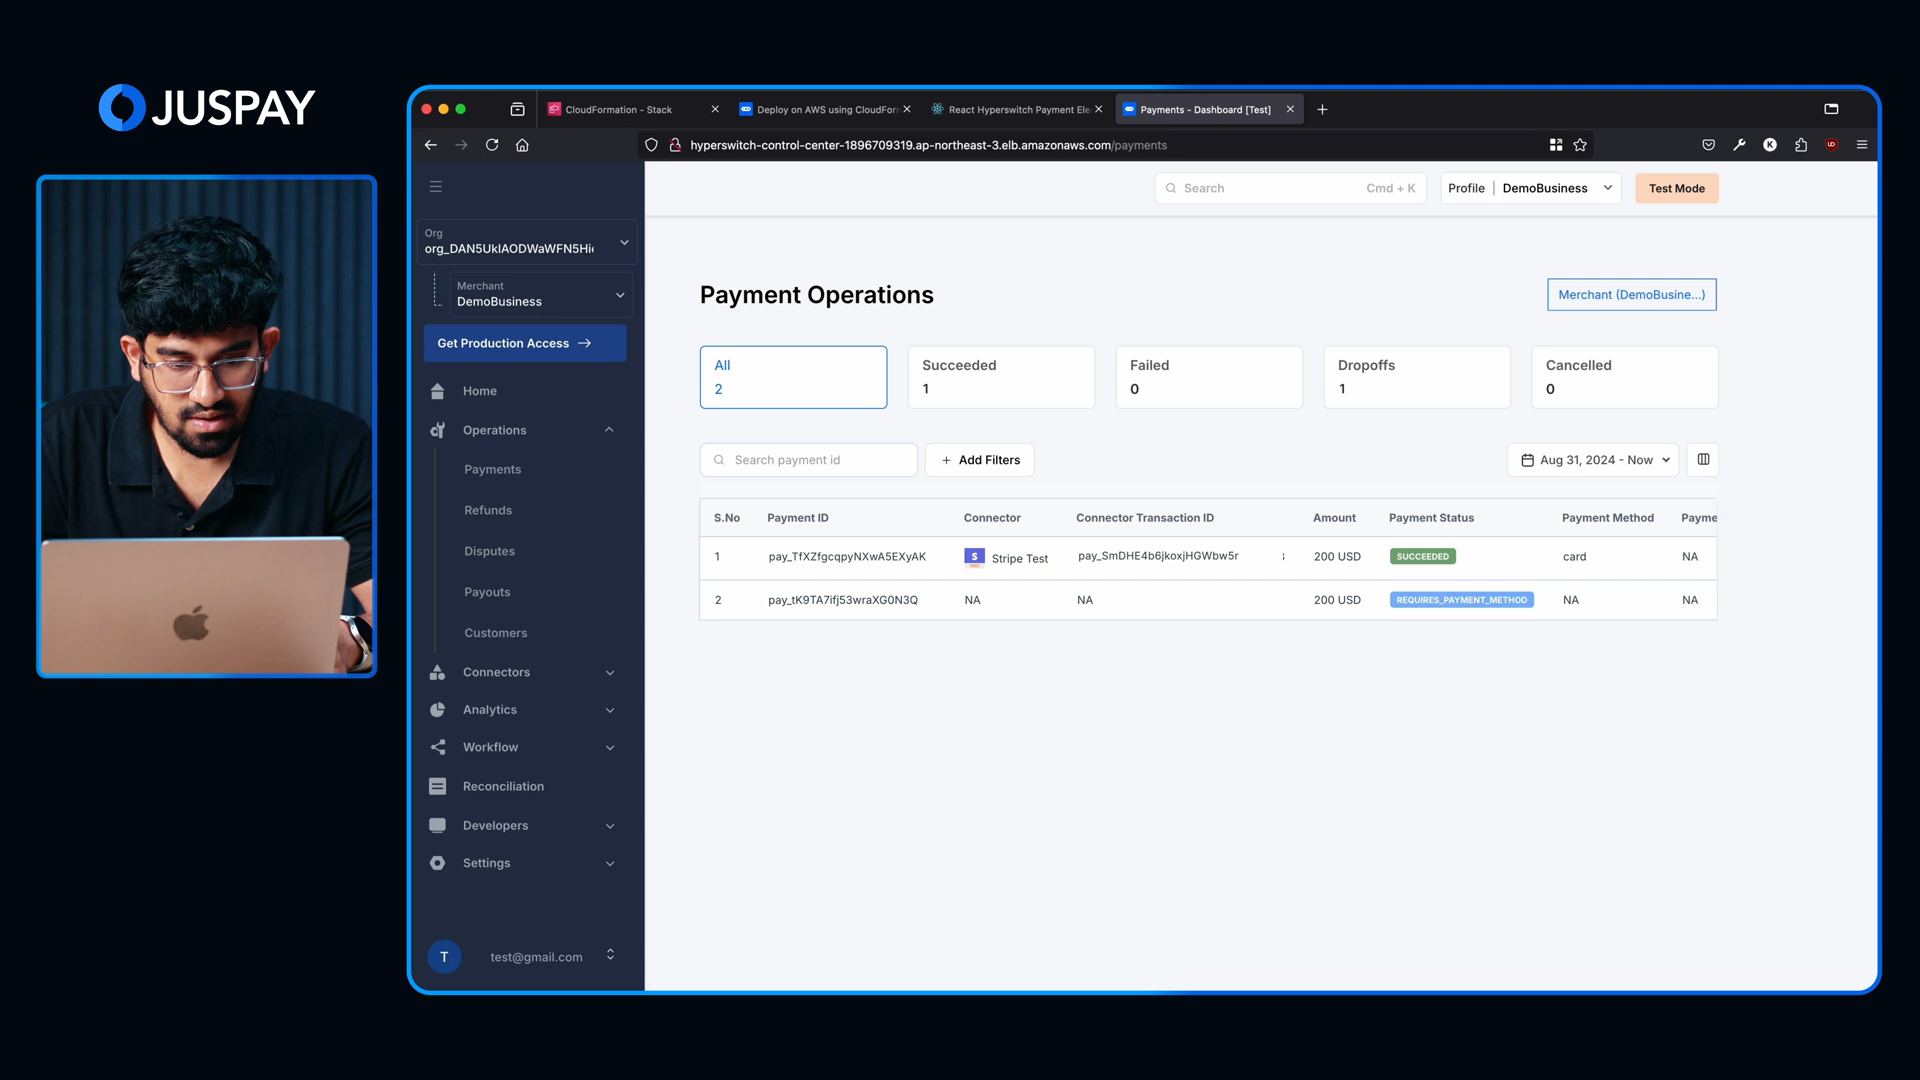 JUSPAY
CloudFormation - Stack
Deploy on AWS using CloudFor
React Hyperswitch Payment Ele
Payments - Dashboard [Test]
hyperswitch-control-center-1896709319.ap-northeast-3.elb.amazonaws.com/payments
Search
Cmd + K
Profile
DemoBusiness
Test Mode
Org
org_DAN5UkIAODWaWFN5Hi
Merchant
DemoBusiness
Get Production Access
Home
Operations
Payments
Refunds
Disputes
Payouts
Customers
Connectors
Analytics
Workflow
Reconciliation
Developers
Settings
T
test@gmail.com
Payment Operations
Merchant (DemoBusine...)
All
2
Succeeded
1
Failed
0
Dropoffs
1
Cancelled
0
Search payment id
+ Add Filters
Aug 31, 2024 - Now
S.No Payment ID Connector Connector Transaction ID Amount Payment Status Payment Method Payme
1 pay_TfXZfgcqpyNXwA5EXyAK S Stripe Test pay_SmDHE4b6jkoxjHGWbw5r 200 USD SUCCEEDED card NA
2 pay_tK9TA7ifj53wraXG0N3Q NA NA 200 USD REQUIRES_PAYMENT_METHOD NA NA